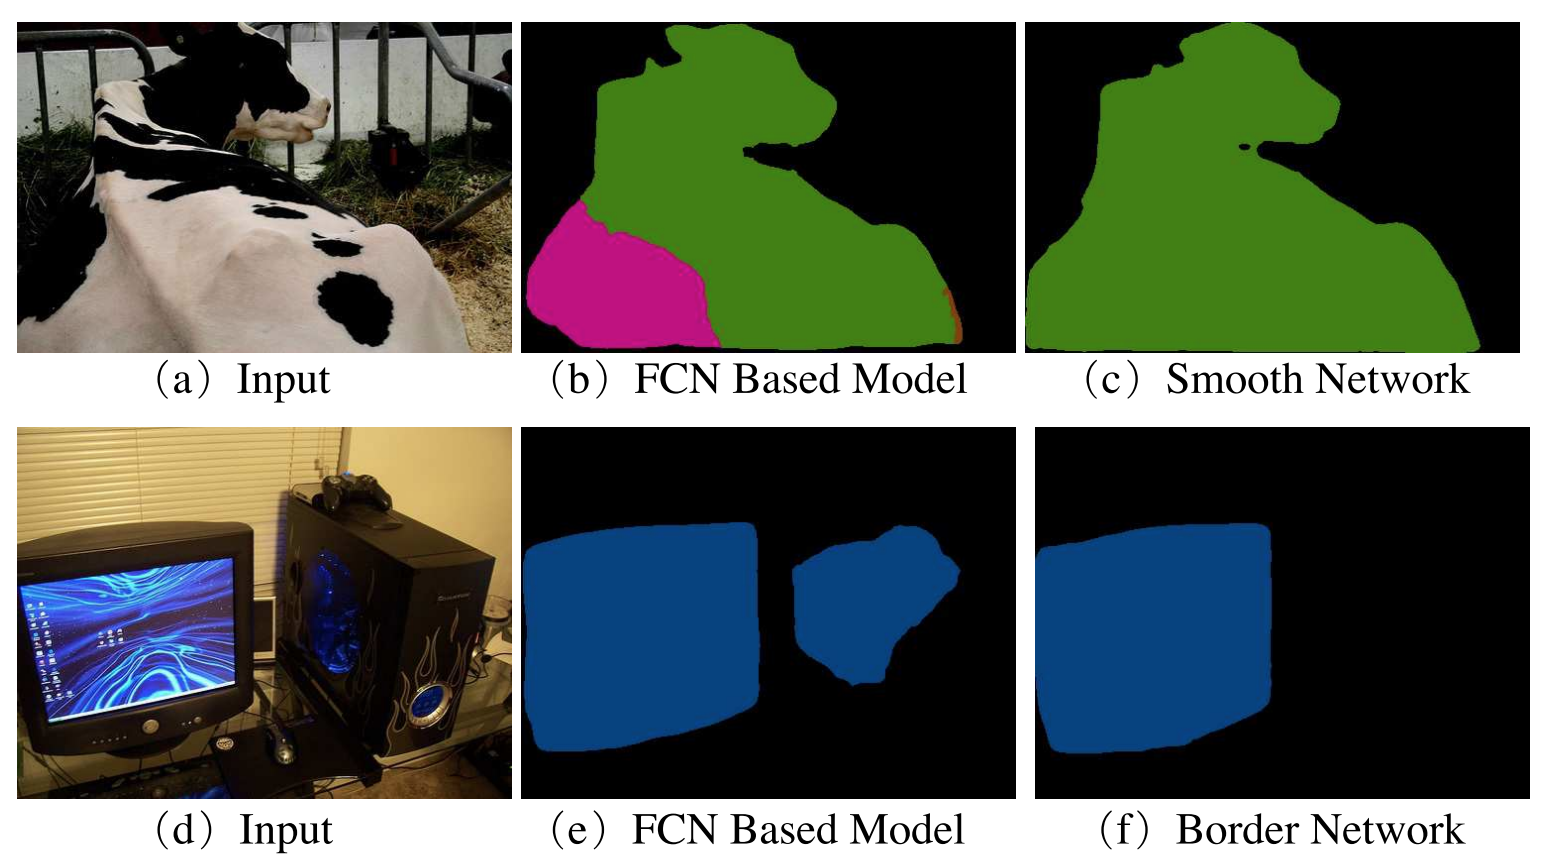 （a）Input
（b）FCN Based Model
（c）Smooth Network
（d）Input
（e）FCN Based Model
（f）Border Network